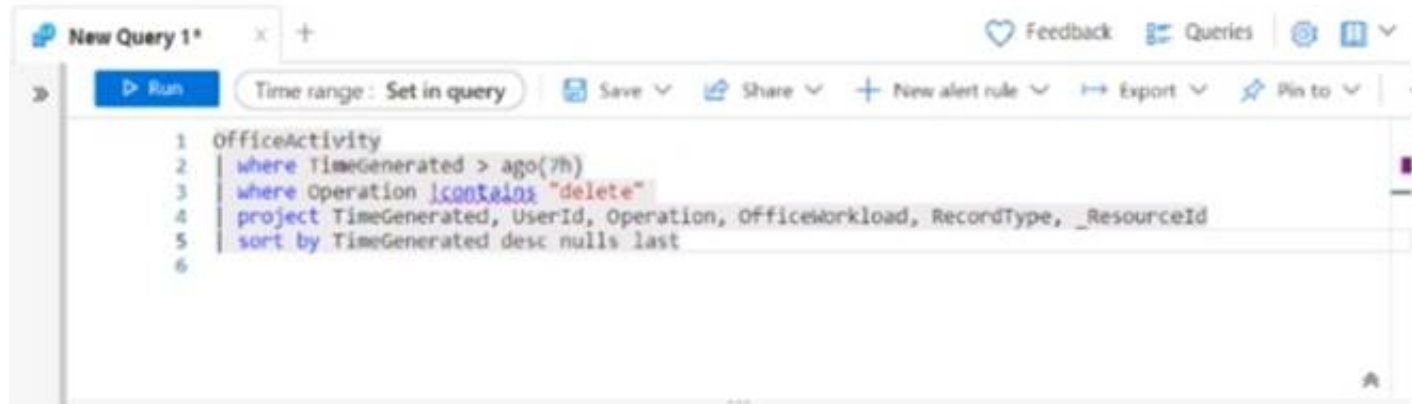 New Query 1*
Feedback Queries
Run Time range : Set in query Save Share New alert rule Export Pin to
1 OfficeActivity
2 | where TimeGenerated > ago(7h)
3 | where Operation !contains "delete"
4 | project TimeGenerated, UserId, Operation, OfficeWorkload, RecordType, _ResourceId
5 | sort by TimeGenerated desc nulls last
6